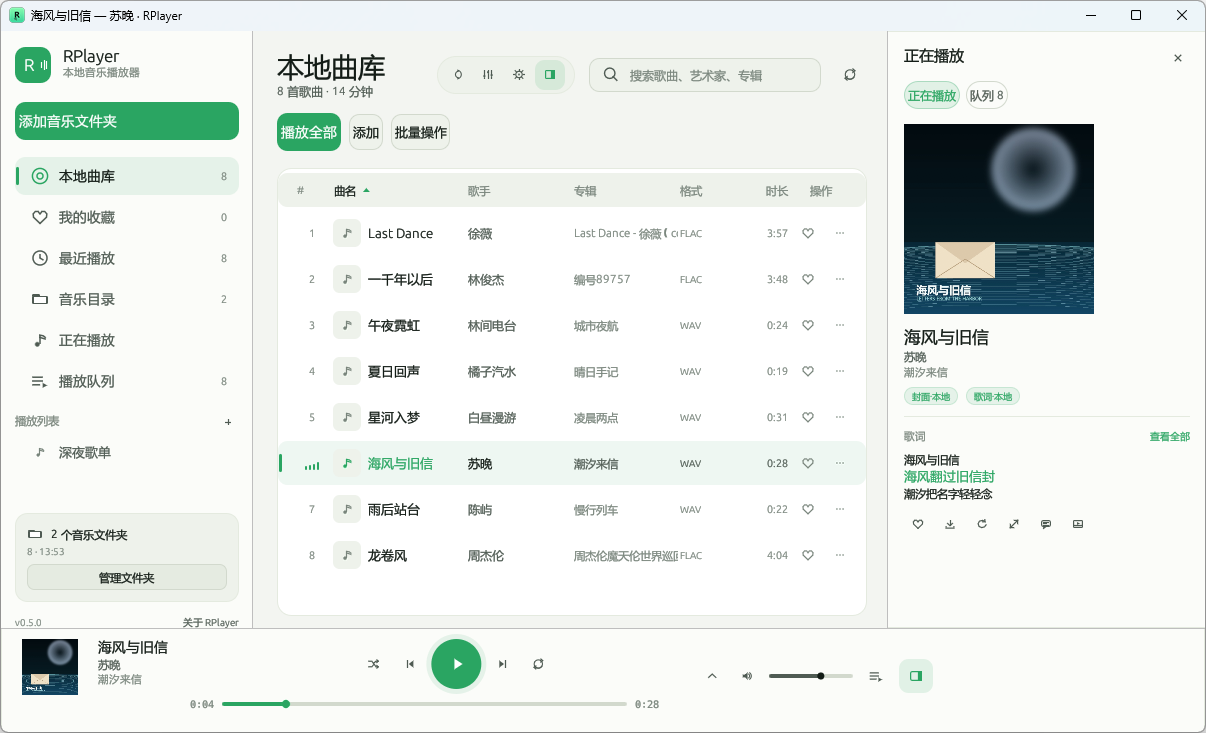 海风与旧信 — 苏晚 · RPlayer
RPlayer
本地音乐播放器
添加音乐文件夹
本地曲库 8
我的收藏 0
最近播放 8
音乐目录 2
正在播放
播放队列 8
播放列表 +
深夜歌单
2 个音乐文件夹
8 · 13:53
管理文件夹
v0.5.0 关于 RPlayer
本地曲库
8 首歌曲 · 14 分钟
搜索歌曲、艺术家、专辑
播放全部 添加 批量操作
# 曲名 歌手 专辑 格式 时长 操作
1 Last Dance 徐薇 Last Dance - 徐薇 ( co FLAC 3:57
2 一千年以后 林俊杰 编号89757 FLAC 3:48
3 午夜霓虹 林间电台 城市夜航 WAV 0:24
4 夏日回声 橘子汽水 晴日手记 WAV 0:19
5 星河入梦 白昼漫游 凌晨两点 WAV 0:31
海风与旧信 苏晚 潮汐来信 WAV 0:28
7 雨后站台 陈屿 慢行列车 WAV 0:22
8 龙卷风 周杰伦 周杰伦魔天伦世界巡回 FLAC 4:04
正在播放
正在播放 队列 8
海风与旧信
LETTERS FROM THE HARBOR
海风与旧信
苏晚
潮汐来信
封面·本地 歌词·本地
歌词 查看全部
海风与旧信
海风翻过旧信封
潮汐把名字轻轻念
海风与旧信
苏晚
潮汐来信
0:04 0:28